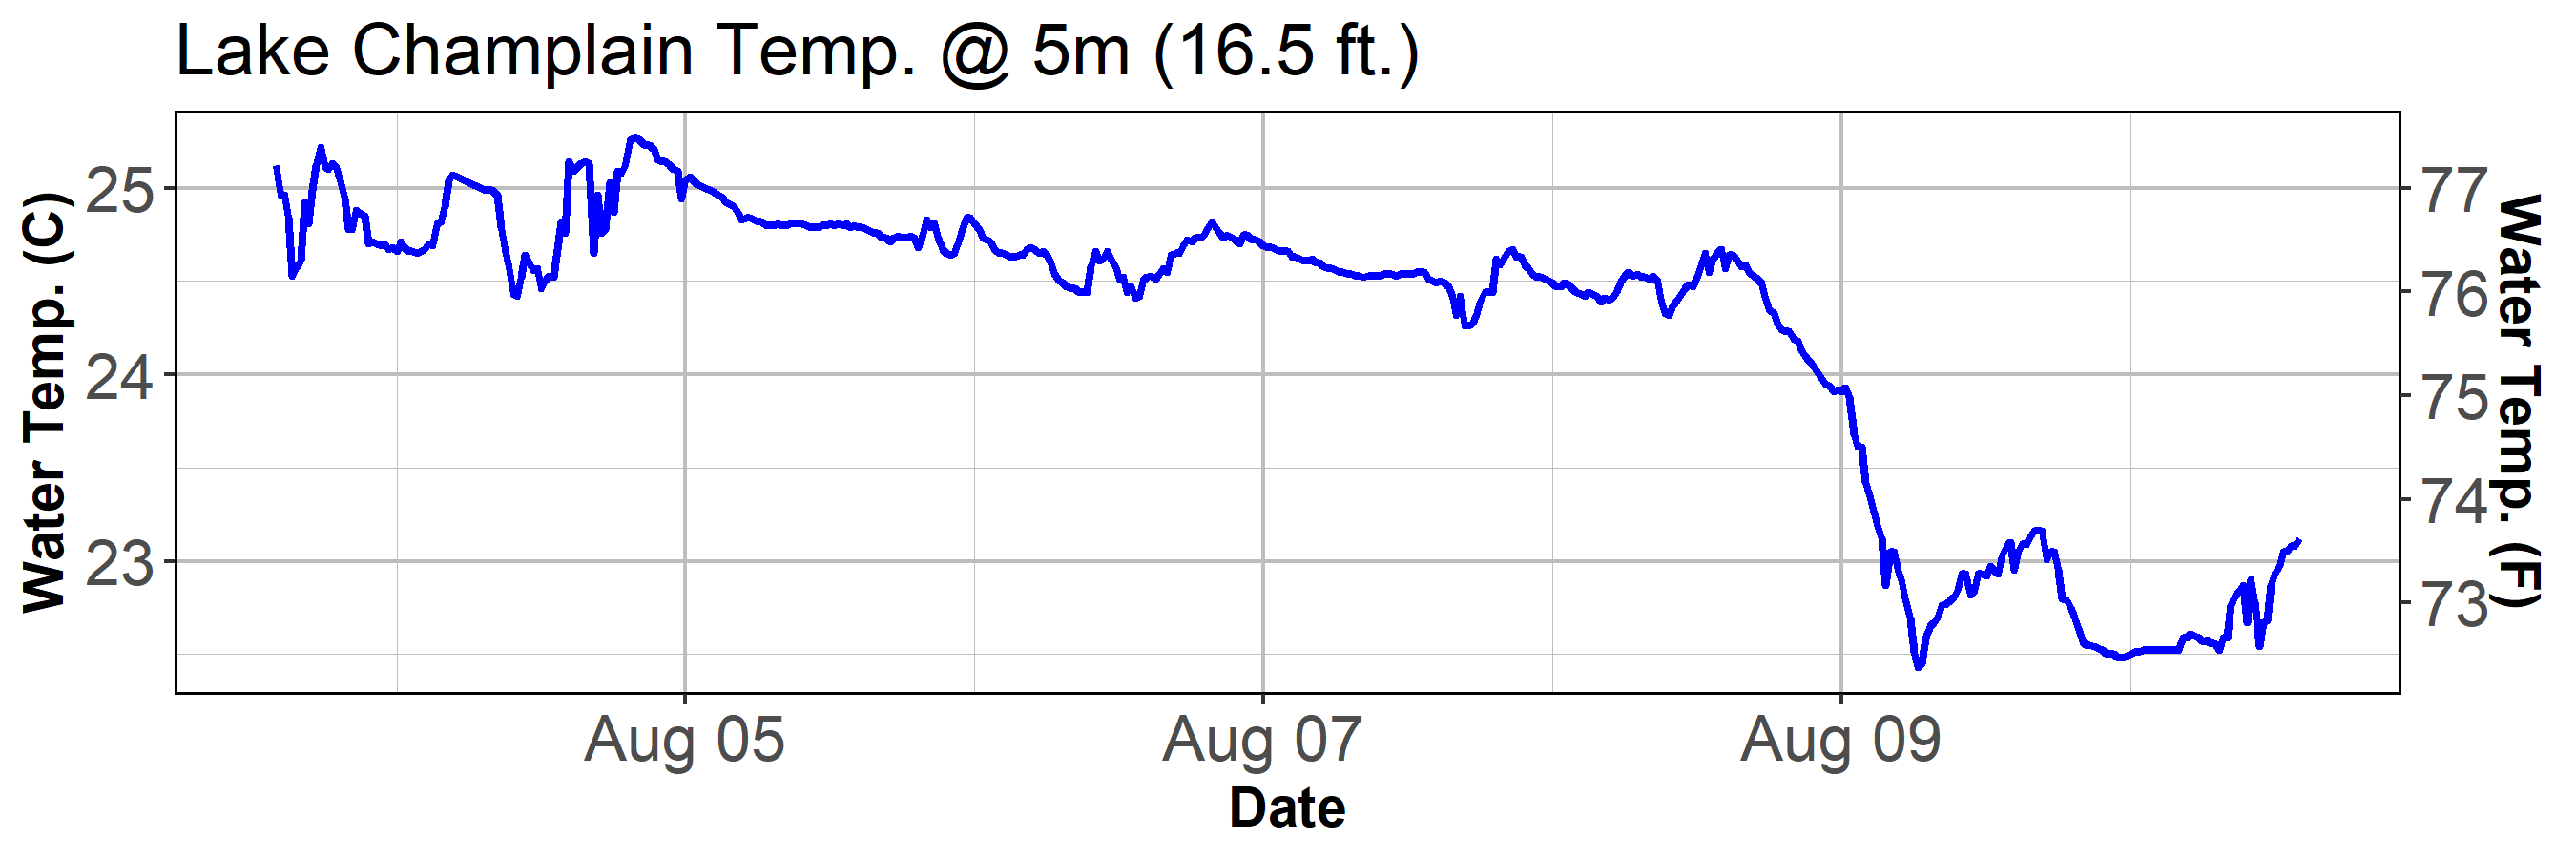 Lake Champlain Temp. @ 5m (16.5 ft.)
Water Temp. (C)
25
24
23
77
76
75
74
73
Water Temp. (F)
Aug 05
Aug 07
Aug 09
Date